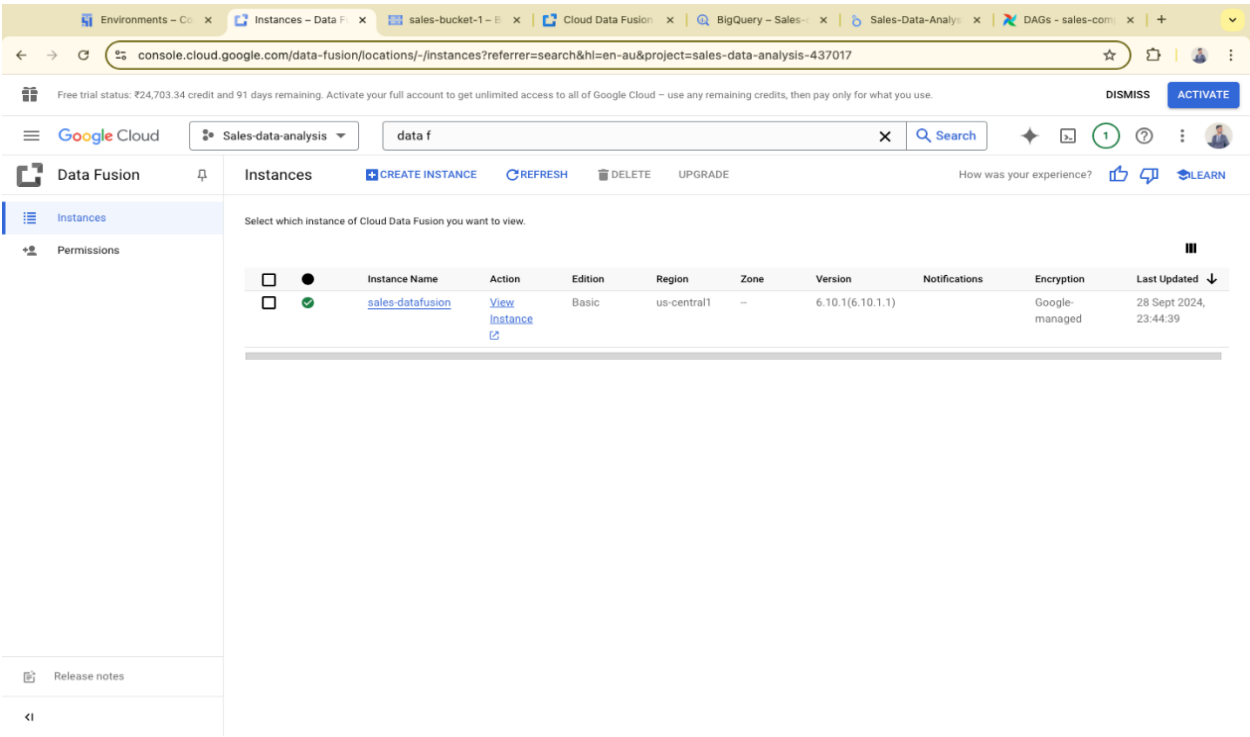 Environments – Co
Instances – Data F
sales-bucket-1 – B
Cloud Data Fusion
BigQuery – Sales-
Sales-Data-Analys
DAGs - sales-com
console.cloud.google.com/data-fusion/locations/-/instances?referrer=search&hl=en-au&project=sales-data-analysis-437017
Free trial status: ₹24,703.34 credit and 91 days remaining. Activate your full account to get unlimited access to all of Google Cloud – use any remaining credits, then pay only for what you use.
DISMISS
ACTIVATE
Google Cloud
Sales-data-analysis
data f
Search
1
Data Fusion
Instances
CREATE INSTANCE
REFRESH
DELETE
UPGRADE
How was your experience?
LEARN
Instances
Permissions
Select which instance of Cloud Data Fusion you want to view.
Instance Name Action Edition Region Zone Version Notifications Encryption Last Updated
sales-datafusion View Basic us-central1 – 6.10.1(6.10.1.1) Google- 28 Sept 2024,
Instance managed 23:44:39
Release notes